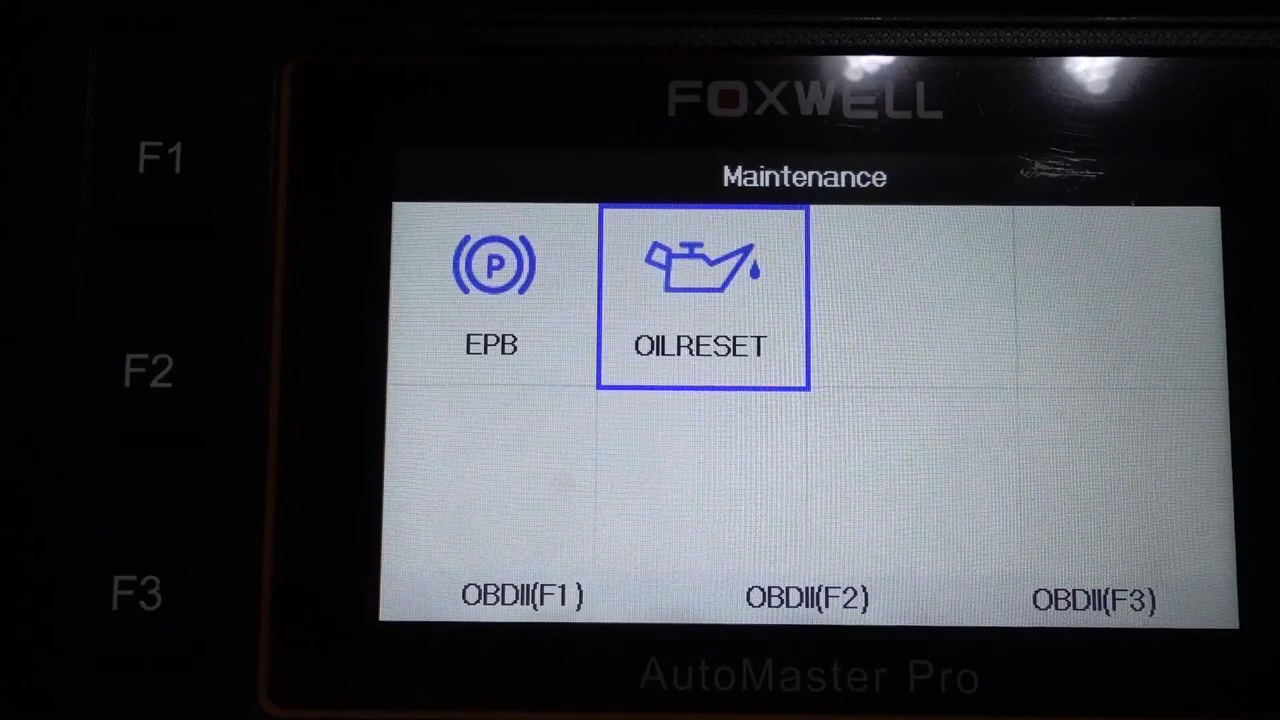 FOXWELL
F1
Maintenance
P
EPB
OILRESET
F2
F3
OBDII(F1)
OBDII(F2)
OBDII(F3)
AutoMaster Pro